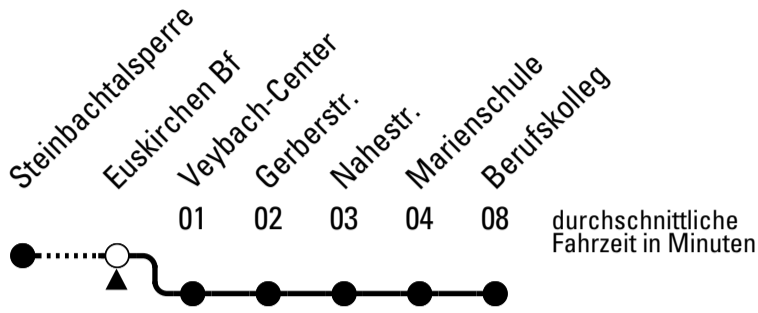 Steinbachtalsperre
Euskirchen Bf
Veybach-Center
Gerberstr.
Nahestr.
Marienschule
Berufskolleg
01 02 03 04 08
durchschnittliche
Fahrzeit in Minuten